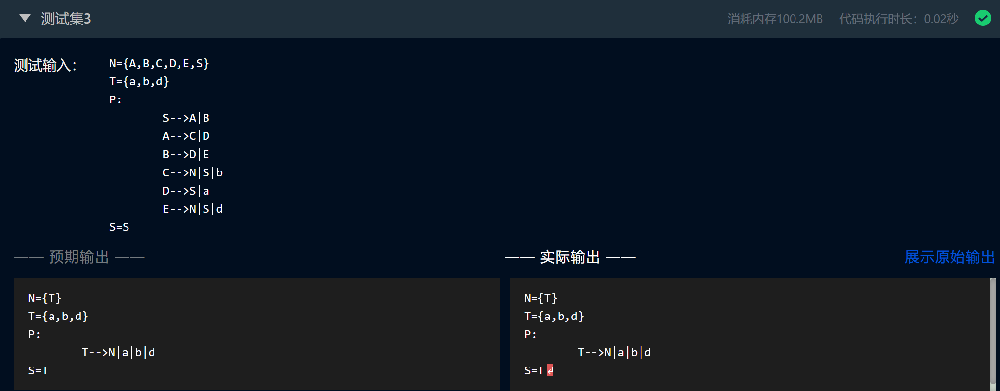 测试集3 消耗内存100.2MB 代码执行时长：0.02秒
测试输入： N={A,B,C,D,E,S}
T={a,b,d}
P:
S-->A|B
A-->C|D
B-->D|E
C-->N|S|b
D-->S|a
E-->N|S|d
S=S
—— 预期输出 —— —— 实际输出 —— 展示原始输出
N={T}
T={a,b,d}
P:
T-->N|a|b|d
S=T
N={T}
T={a,b,d}
P:
T-->N|a|b|d
S=T↲